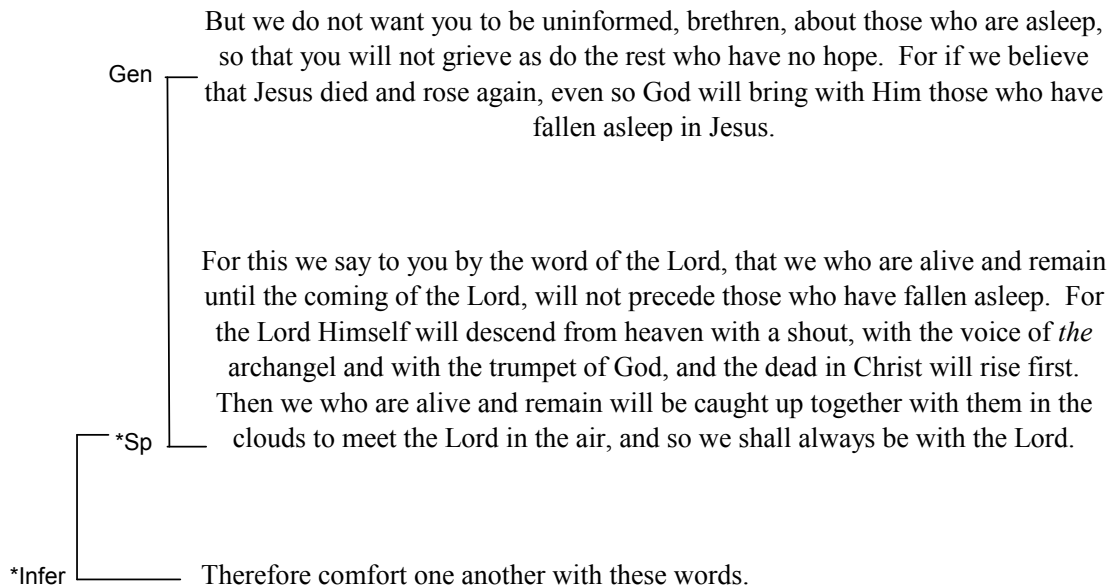 But we do not want you to be uninformed, brethren, about those who are asleep,
so that you will not grieve as do the rest who have no hope.  For if we believe
Gen
that Jesus died and rose again, even so God will bring with Him those who have
fallen asleep in Jesus.
For this we say to you by the word of the Lord, that we who are alive and remain
until the coming of the Lord, will not precede those who have fallen asleep.  For
the Lord Himself will descend from heaven with a shout, with the voice of the
archangel and with the trumpet of God, and the dead in Christ will rise first.
Then we who are alive and remain will be caught up together with them in the
*Sp
clouds to meet the Lord in the air, and so we shall always be with the Lord.
*Infer
Therefore comfort one another with these words.